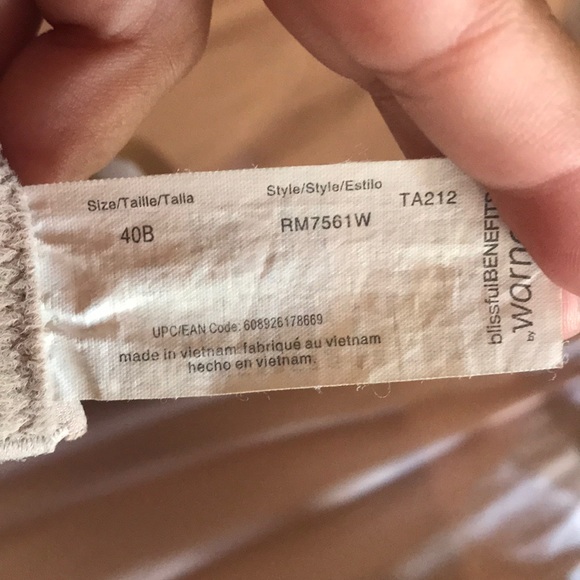 Size/Taille/Talla
40B
Style/Style/Estilo
RM7561W
TA212
UPC/EAN Code: 608926178669
made in vietnam.fabriqué au vietnam
hecho en vietnam.
blissfulBENEFITS
by